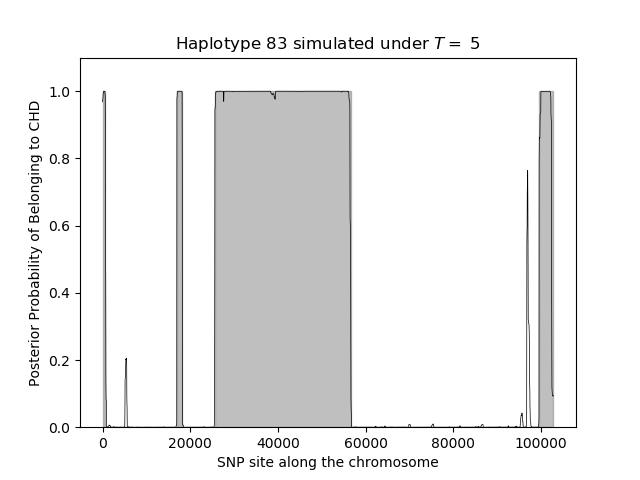 Haplotype 83 simulated under T = 5
Posterior Probability of Belonging to CHD
1.0
0.8
0.6
0.4
0.2
0.0
0 20000 40000 60000 80000 100000
SNP site along the chromosome